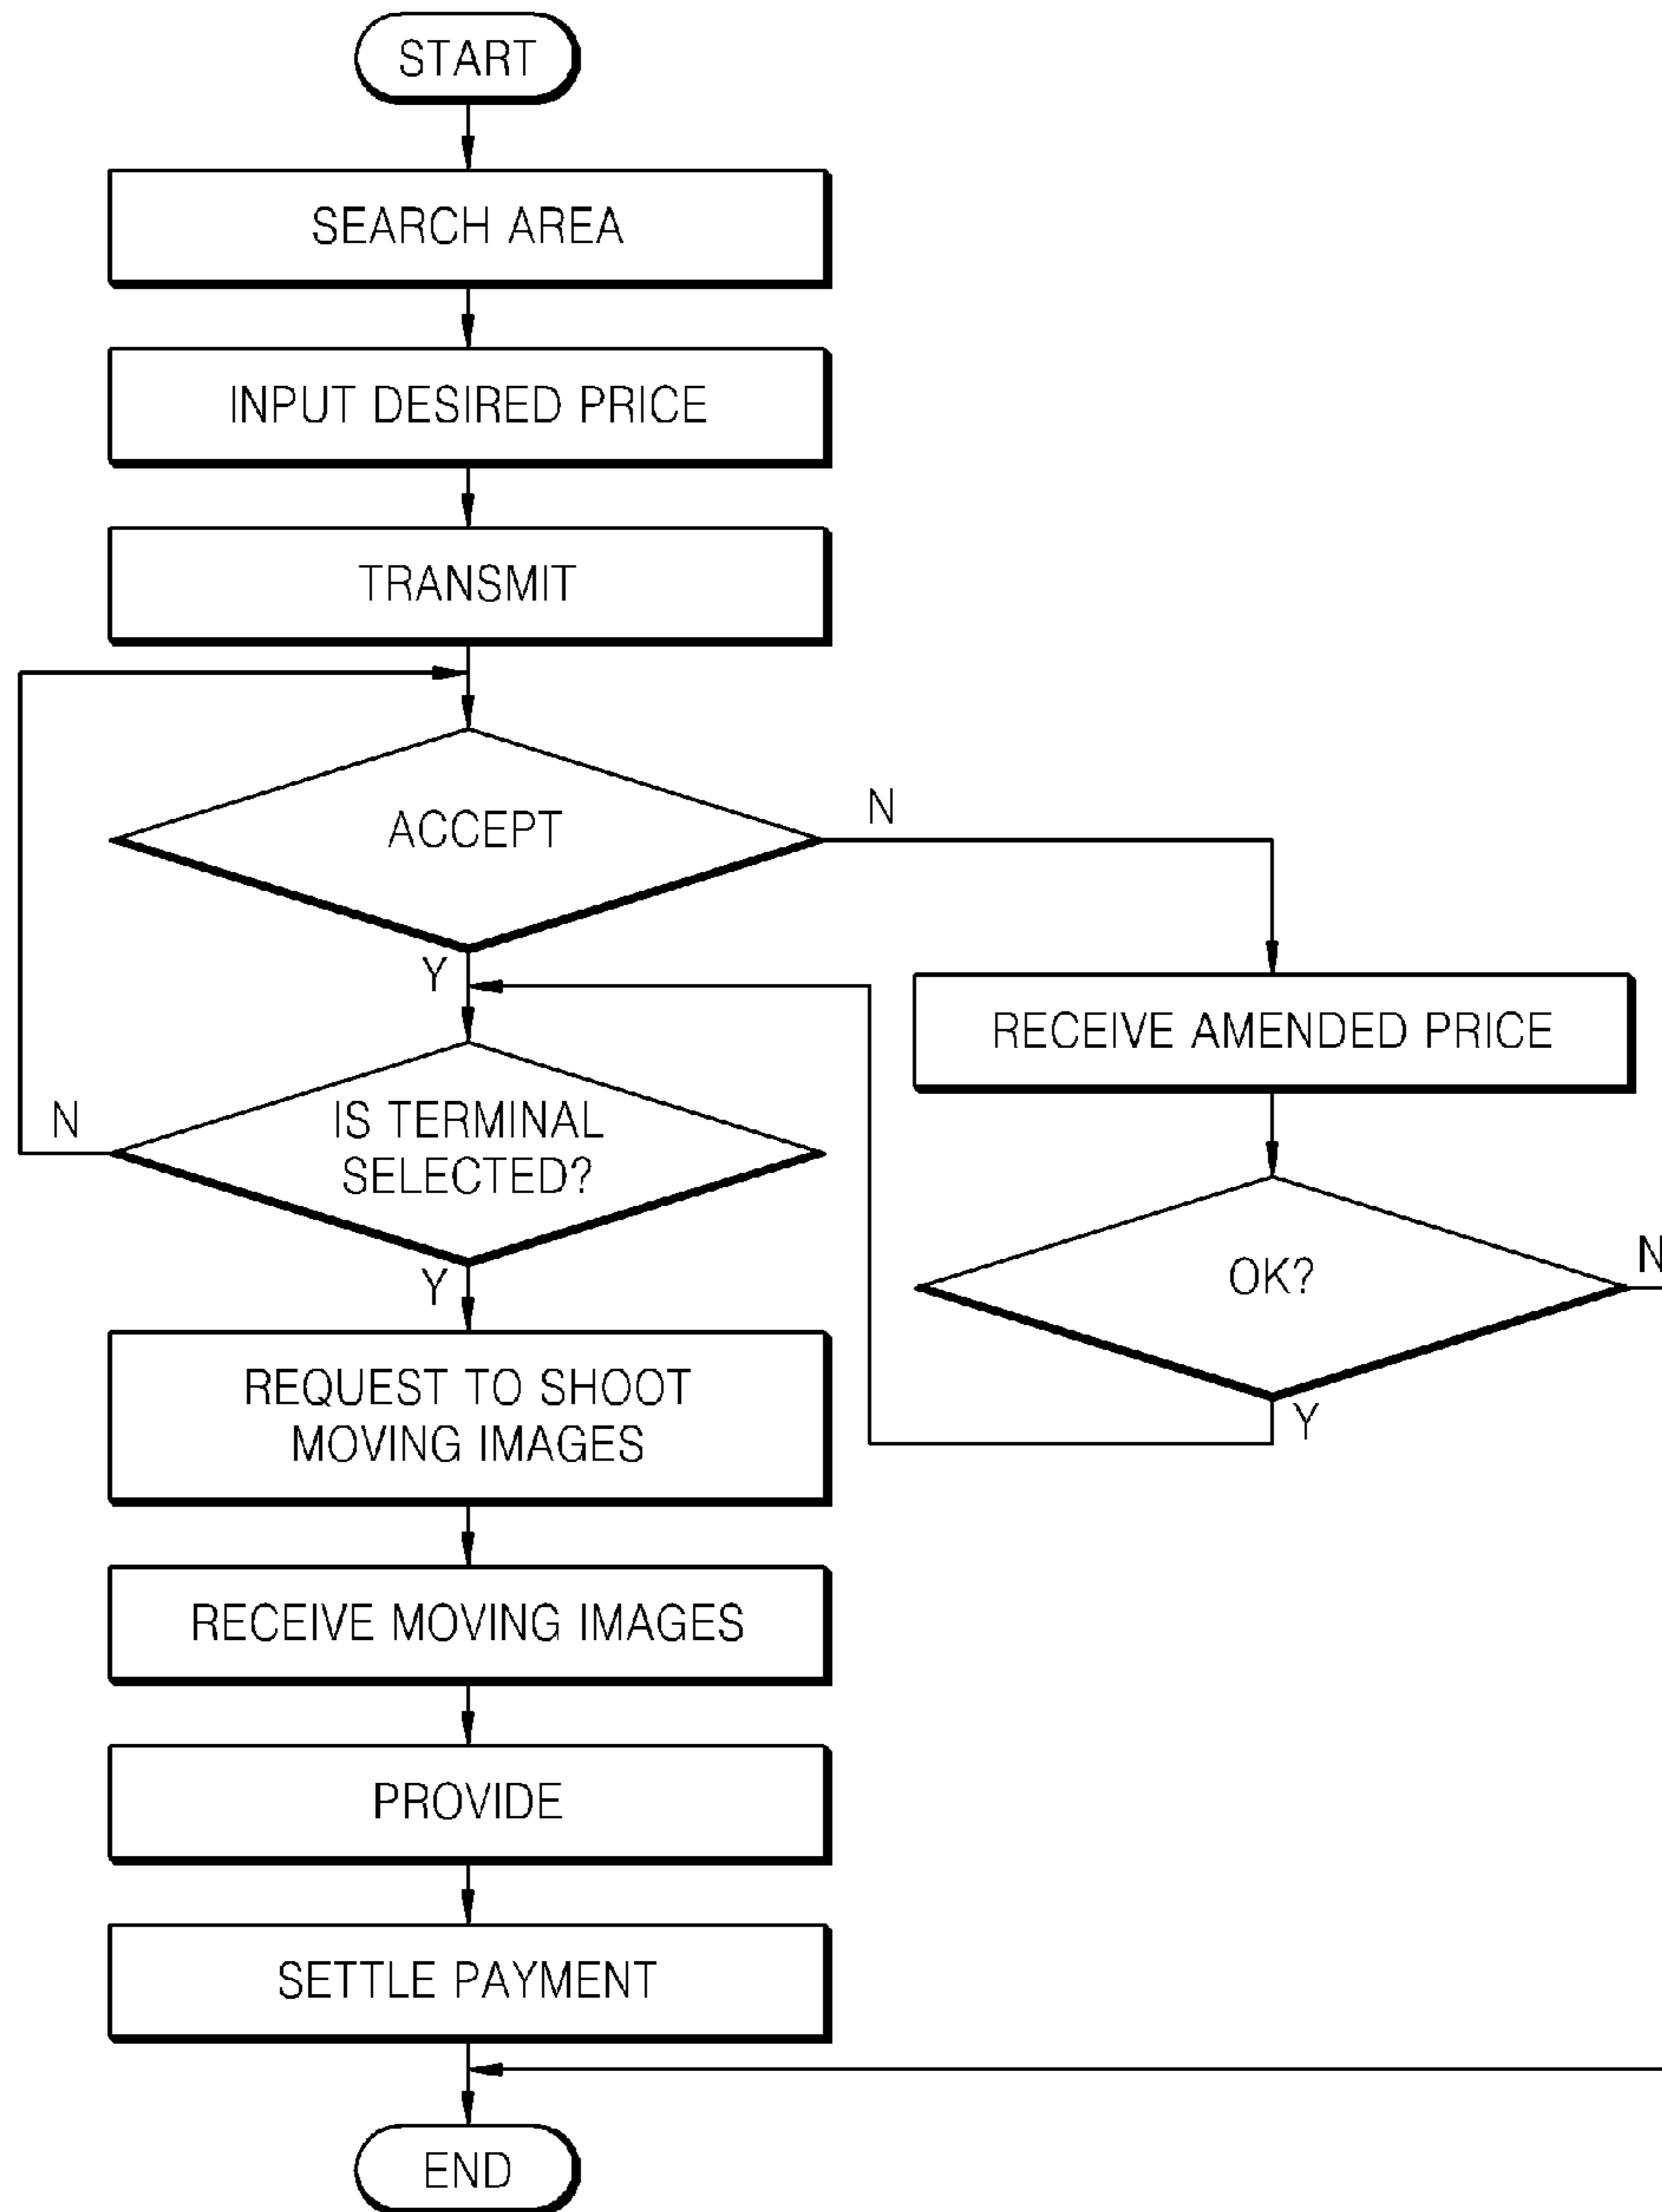 START
SEARCH AREA
INPUT DESIRED PRICE
TRANSMIT
ACCEPT
N
Y
RECEIVE AMENDED PRICE
IS TERMINAL
SELECTED?
N
Y
OK?
N
Y
REQUEST TO SHOOT
MOVING IMAGES
RECEIVE MOVING IMAGES
PROVIDE
SETTLE PAYMENT
END